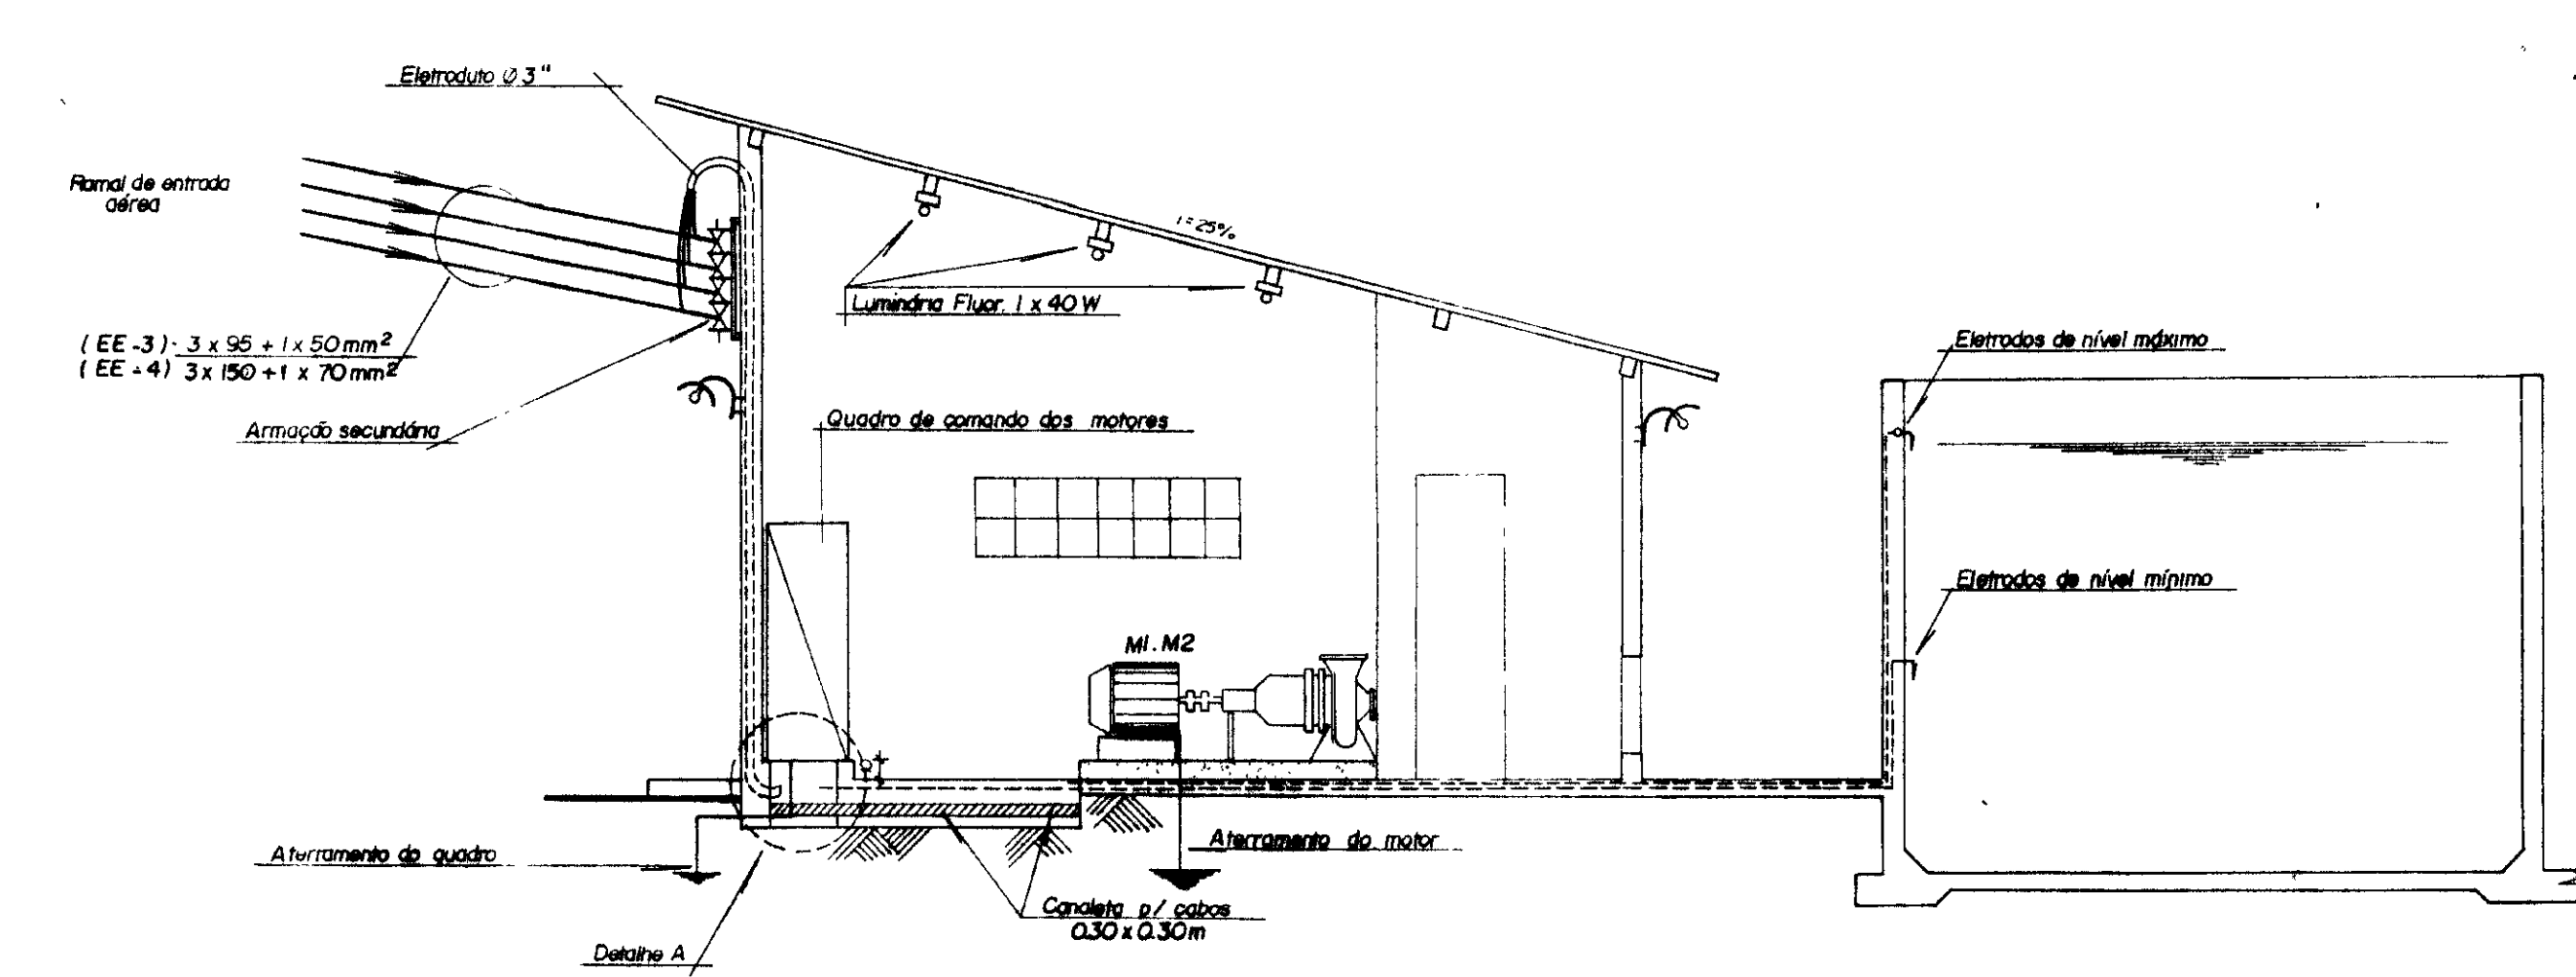 Eletroduto Ø 3"
Ramal de entrada
aérea
i = 25%
Luminária Fluor. 1 x 40 W
(EE-3) 3 x 95 + 1 x 50 mm²
(EE-4) 3 x 150 + 1 x 70 mm²
Eletrodos de nível máximo
Armação secundária
Quadro de comando dos motores
Eletrodos de nível mínimo
M1. M2
Aterramento do quadro
Aterramento do motor
Canaleta p/ cabos
0.30 x 0.30 m
Detalhe A